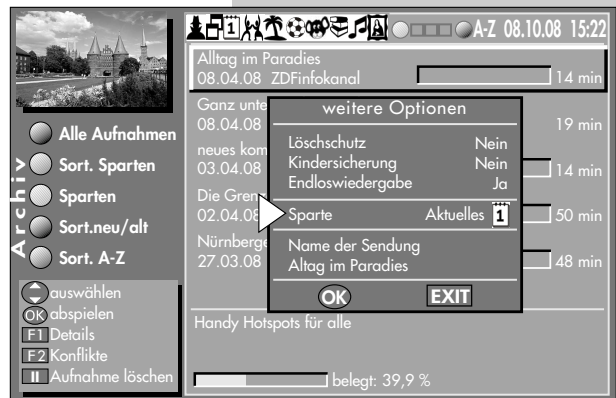 A-Z 08.10.08 15:22
Alltag im Paradies
08.04.08 ZDFinfokanal 14 min
Ganz unte
08.04.08 19 min
neues kom
03.04.08 14 min
Die Gren
02.04.08 50 min
Nürnberge
27.03.08 48 min
weitere Optionen
Löschschutz Nein
Kindersicherung Nein
Endloswiedergabe Ja
Sparte Aktuelles 1
Name der Sendung
Altag im Paradies
OK EXIT
Handy Hotspots für alle
belegt: 39,9 %
Archiv
Alle Aufnahmen
Sort. Sparten
Sparten
Sort.neu/alt
Sort. A-Z
auswählen
OK abspielen
F1 Details
F2 Konflikte
II Aufnahme löschen